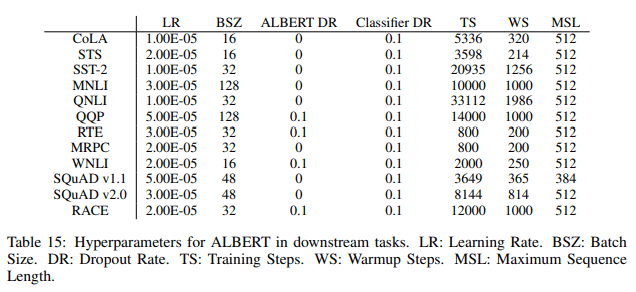 LR BSZ ALBERT DR Classifier DR TS WS MSL
CoLA 1.00E-05 16 0 0.1 5336 320 512
STS 2.00E-05 16 0 0.1 3598 214 512
SST-2 1.00E-05 32 0 0.1 20935 1256 512
MNLI 3.00E-05 128 0 0.1 10000 1000 512
QNLI 1.00E-05 32 0 0.1 33112 1986 512
QQP 5.00E-05 128 0.1 0.1 14000 1000 512
RTE 3.00E-05 32 0.1 0.1 800 200 512
MRPC 2.00E-05 32 0 0.1 800 200 512
WNLI 2.00E-05 16 0.1 0.1 2000 250 512
SQuAD v1.1 5.00E-05 48 0 0.1 3649 365 384
SQuAD v2.0 3.00E-05 48 0 0.1 8144 814 512
RACE 2.00E-05 32 0.1 0.1 12000 1000 512
Table 15: Hyperparameters for ALBERT in downstream tasks. LR: Learning Rate. BSZ: Batch
Size. DR: Dropout Rate. TS: Training Steps. WS: Warmup Steps. MSL: Maximum Sequence
Length.